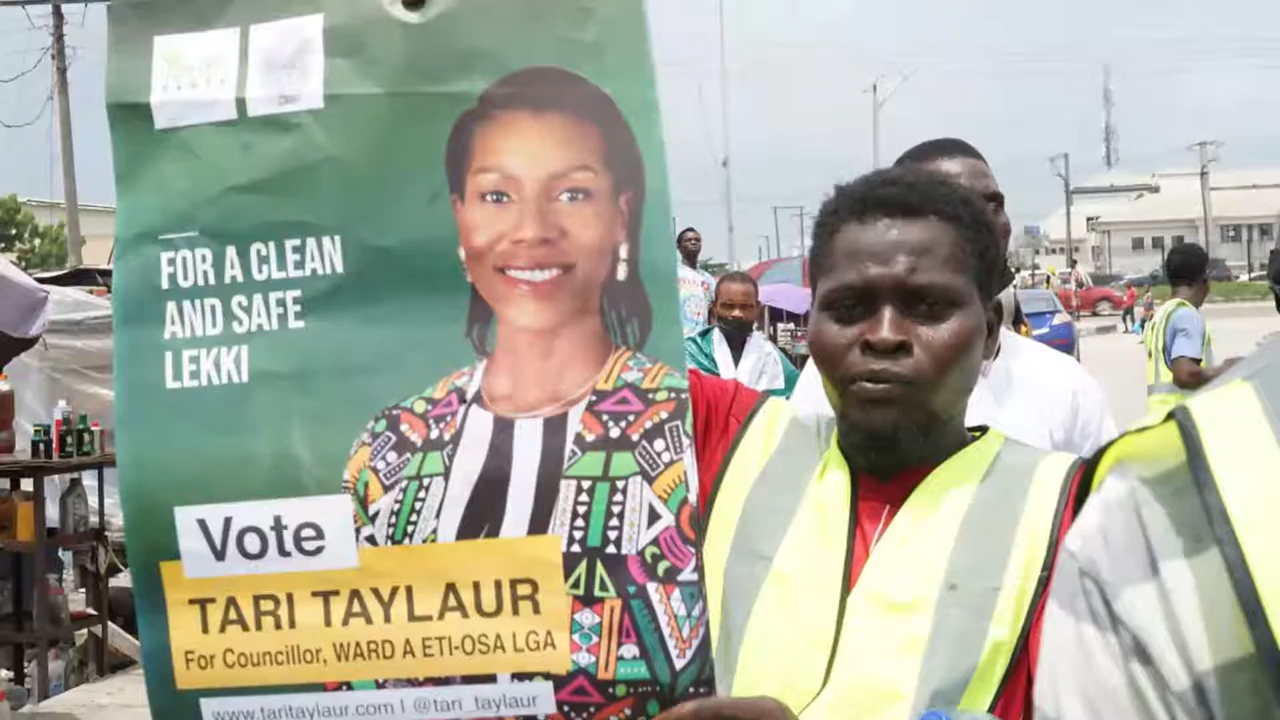 FOR A CLEAN
AND SAFE
LEKKI
Vote
TARI TAYLAUR
For Councillor, WARD A ETI-OSA LGA
www.taritaylaur.com | @tari_taylaur